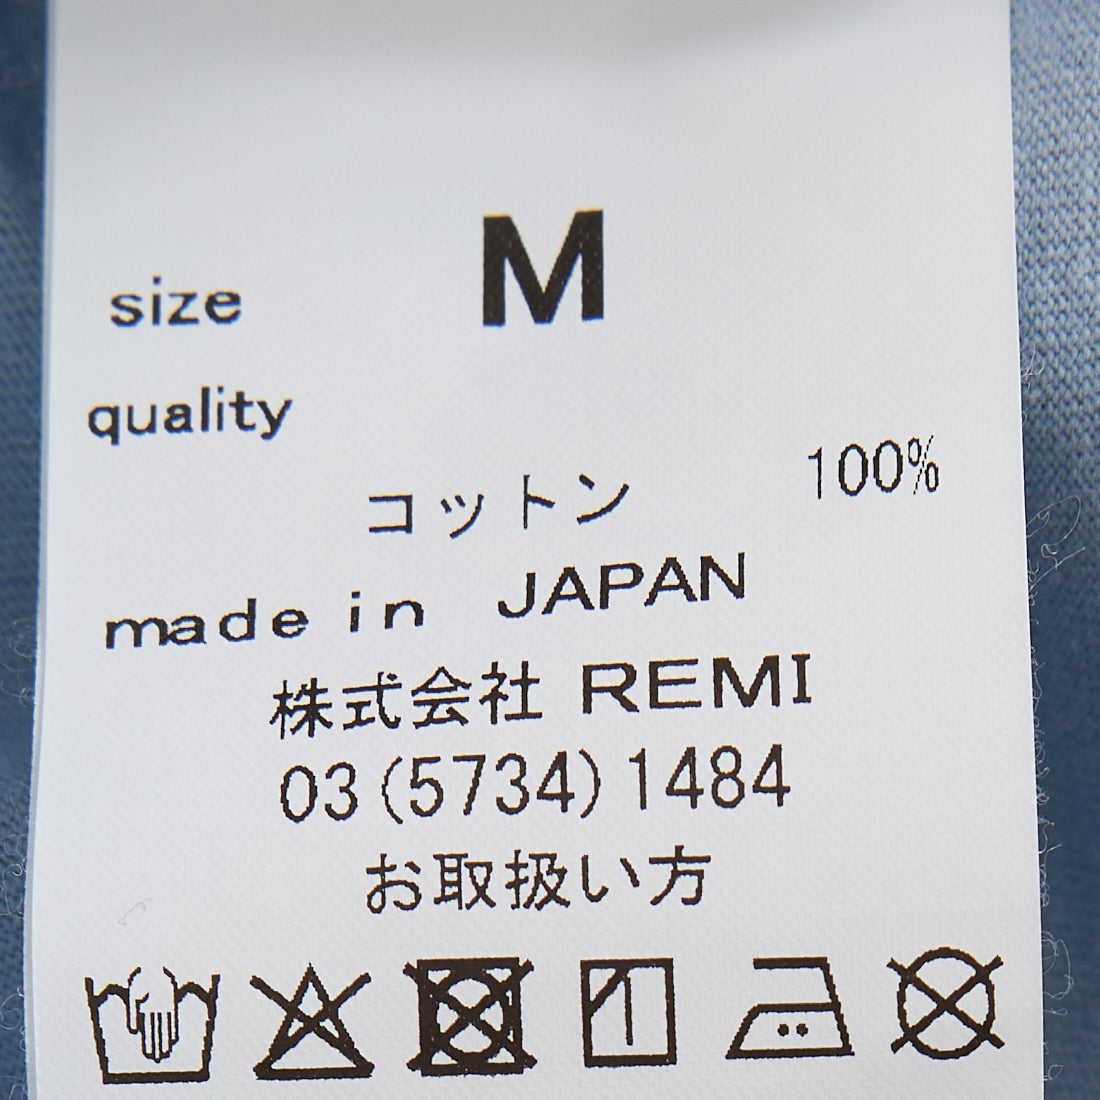 size M
quality
コットン 100%
made in JAPAN
株式会社 REMI
03(5734)1484
お取扱い方